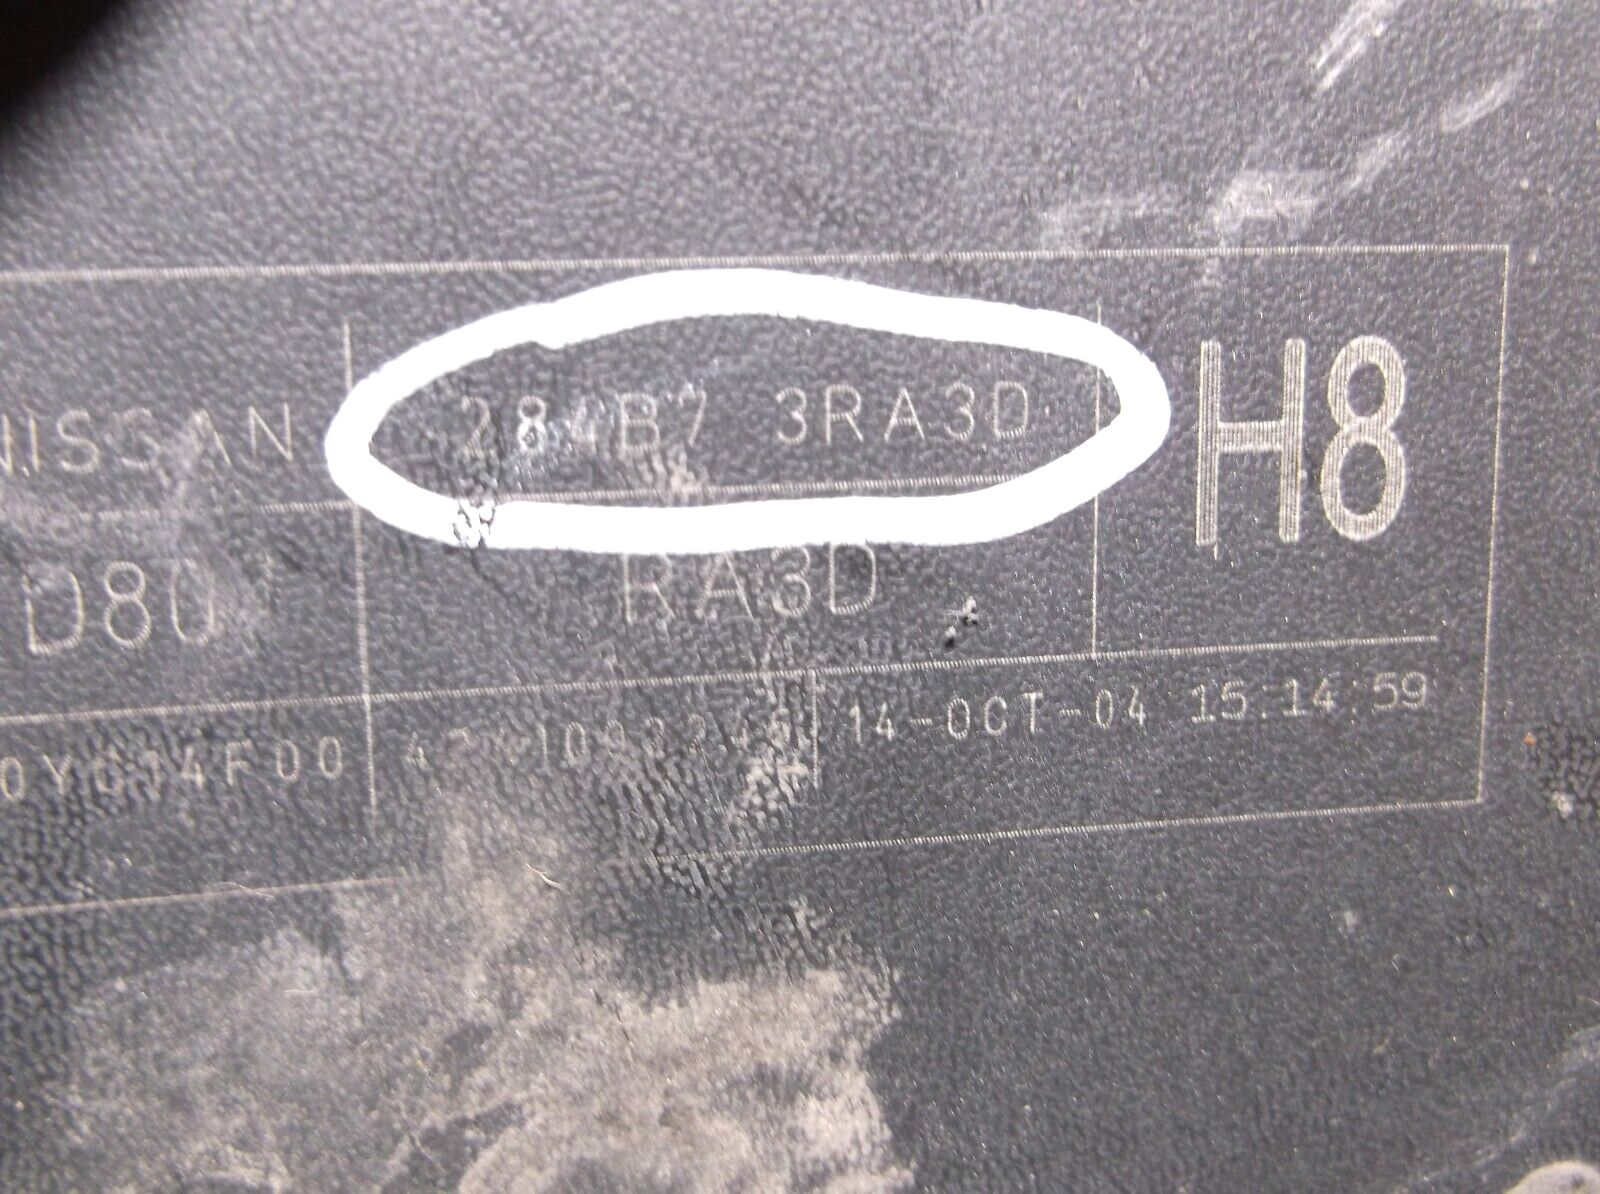 NISSAN 284B7 3RA3D H8
D80 RA3D
14-OCT-04 15:14:59